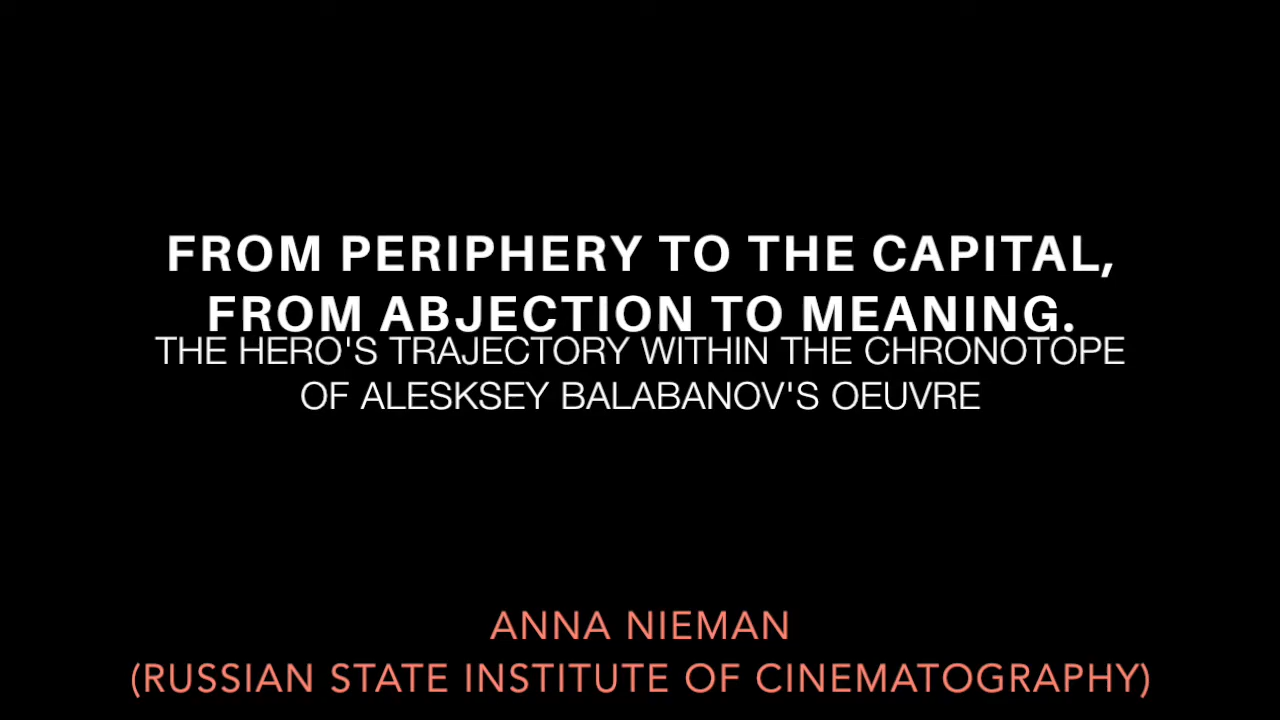 FROM PERIPHERY TO THE CAPITAL,
FROM ABJECTION TO MEANING.
THE HERO'S TRAJECTORY WITHIN THE CHRONOTOPE
OF ALESKSEY BALABANOV'S OEUVRE
ANNA NIEMAN
(RUSSIAN STATE INSTITUTE OF CINEMATOGRAPHY)